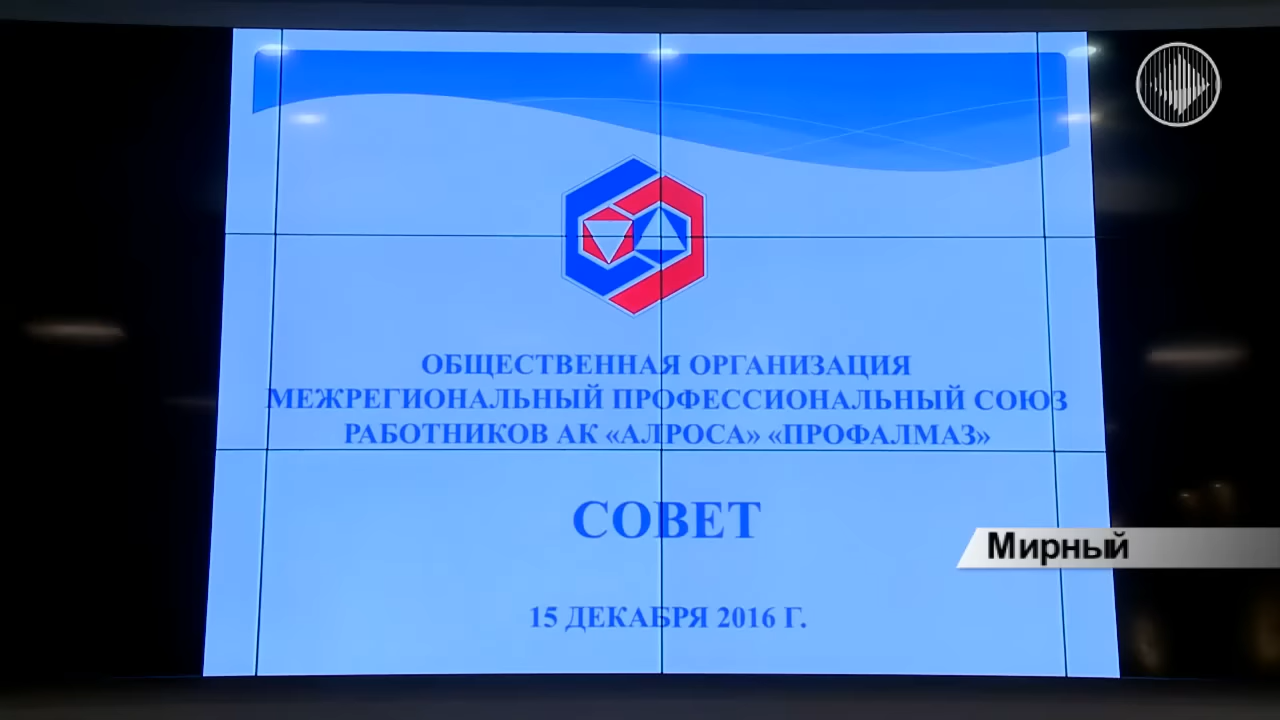 ОБЩЕСТВЕННАЯ ОРГАНИЗАЦИЯ
МЕЖРЕГИОНАЛЬНЫЙ ПРОФЕССИОНАЛЬНЫЙ СОЮЗ
РАБОТНИКОВ АК «АЛРОСА» «ПРОФАЛМАЗ»
СОВЕТ
Мирный
15 ДЕКАБРЯ 2016 Г.